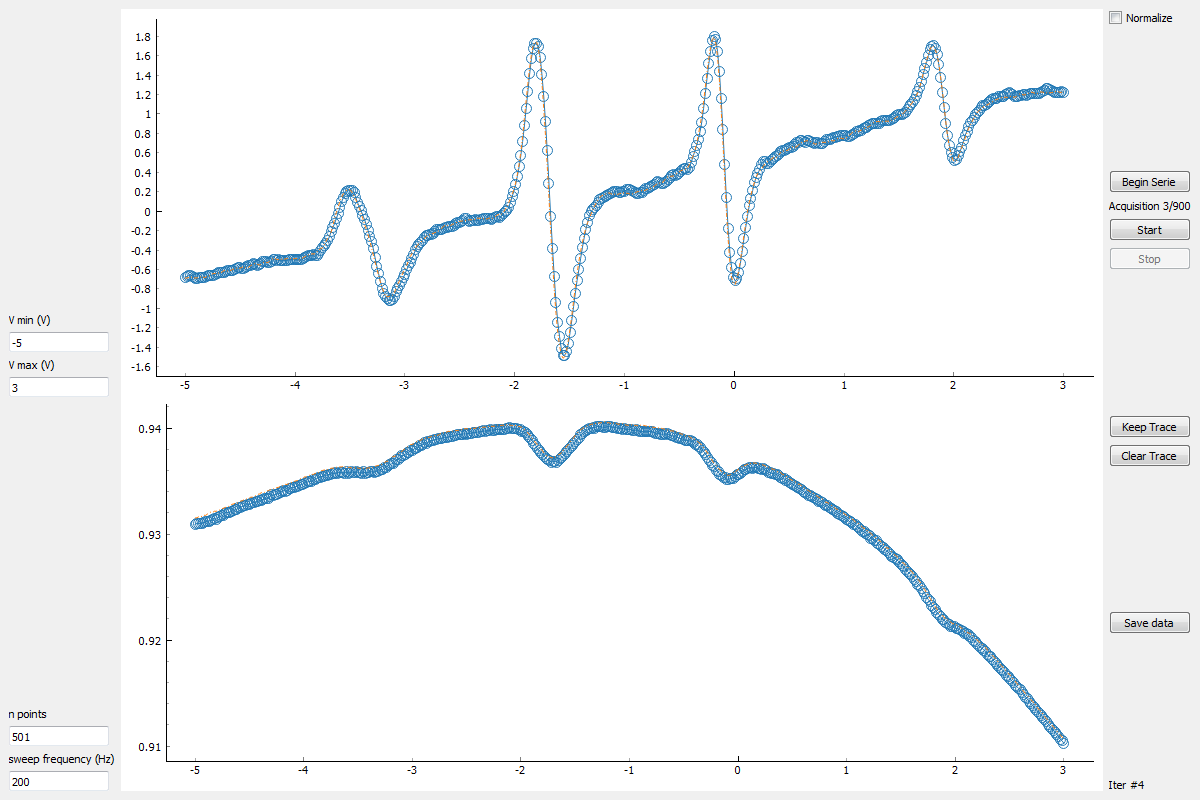 Normalize
1.8
1.6
1.4
1.2
1
0.8
0.6
0.4
0.2
0
-0.2
-0.4
-0.6
-0.8
-1
-1.2
-1.4
-1.6
-5 -4 -3 -2 -1 0 1 2 3
Begin Serie
Acquisition 3/900
Start
Stop
V min (V)
-5
V max (V)
3
0.94
0.93
0.92
0.91
-5 -4 -3 -2 -1 0 1 2 3
Keep Trace
Clear Trace
Save data
n points
501
sweep frequency (Hz)
200
Iter #4